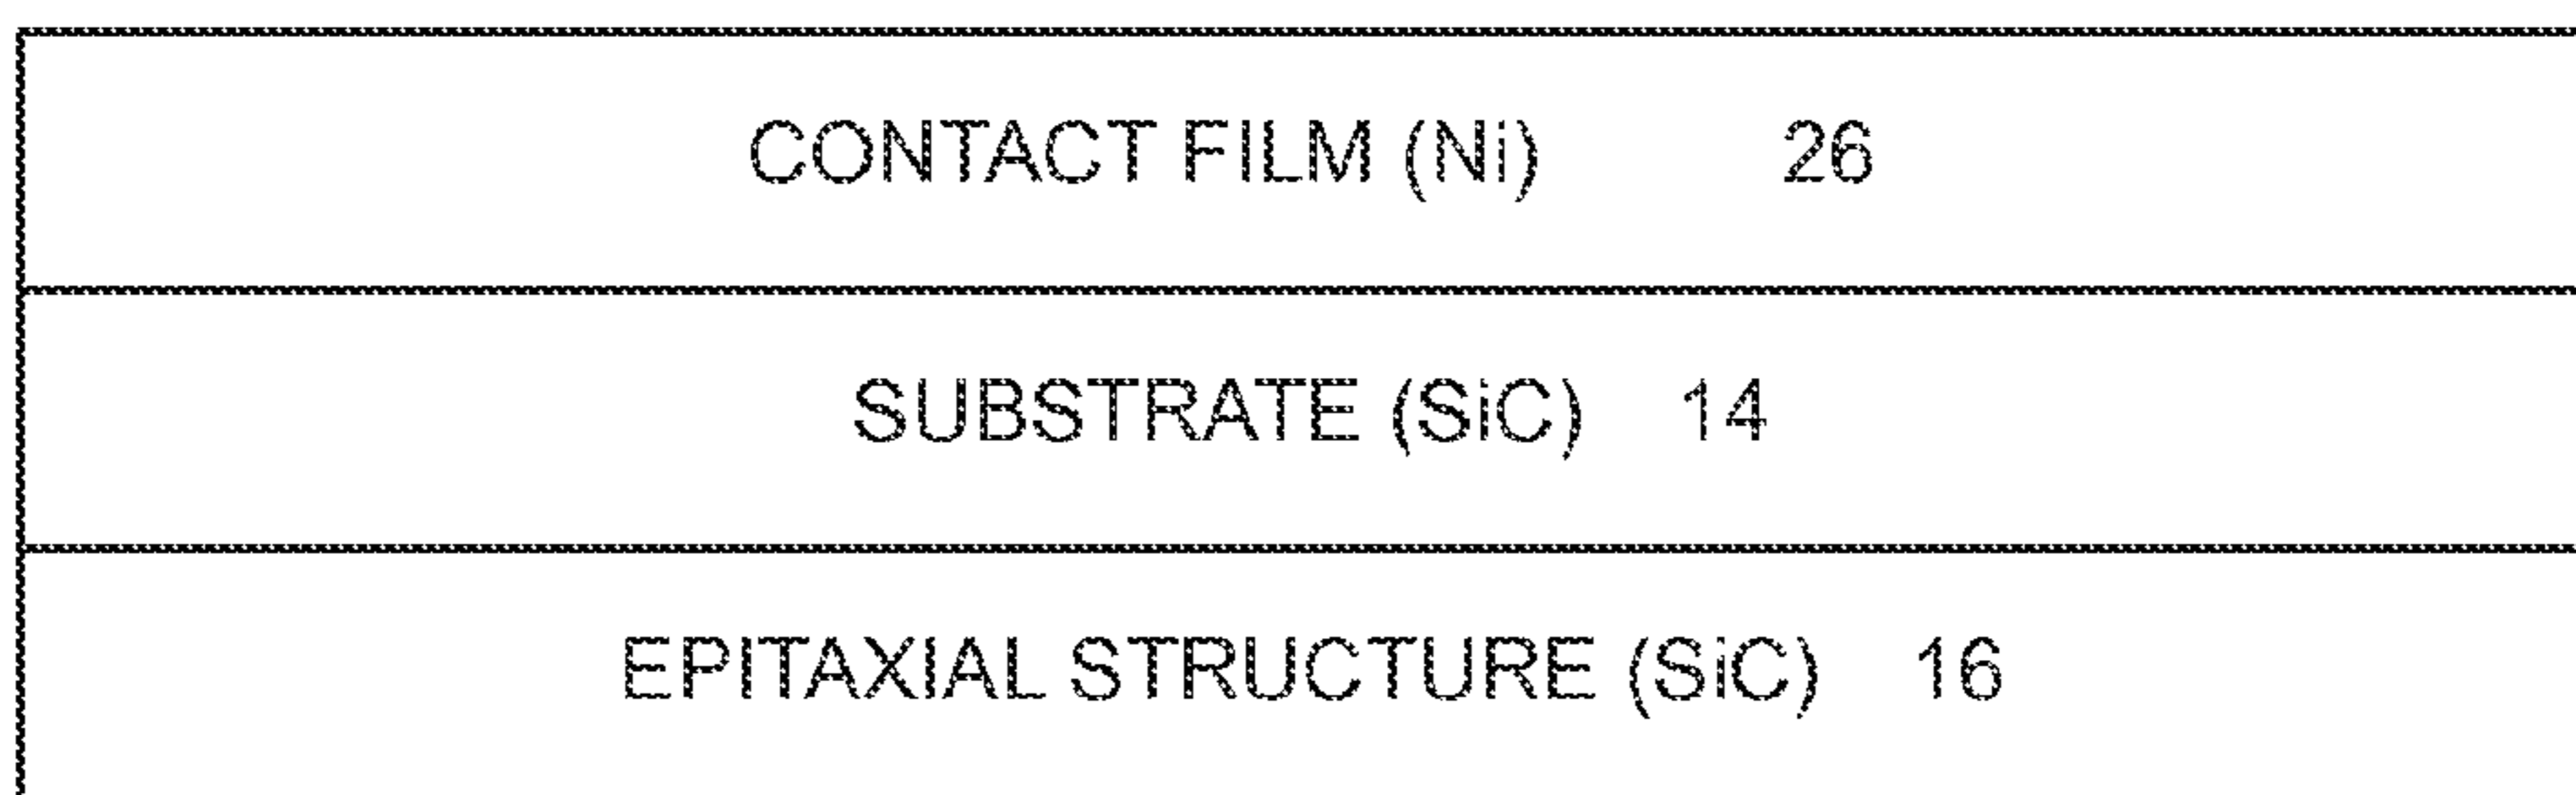 CONTACT FILM (Ni) 26
SUBSTRATE (SiC) 14
EPITAXIAL STRUCTURE (SiC) 16